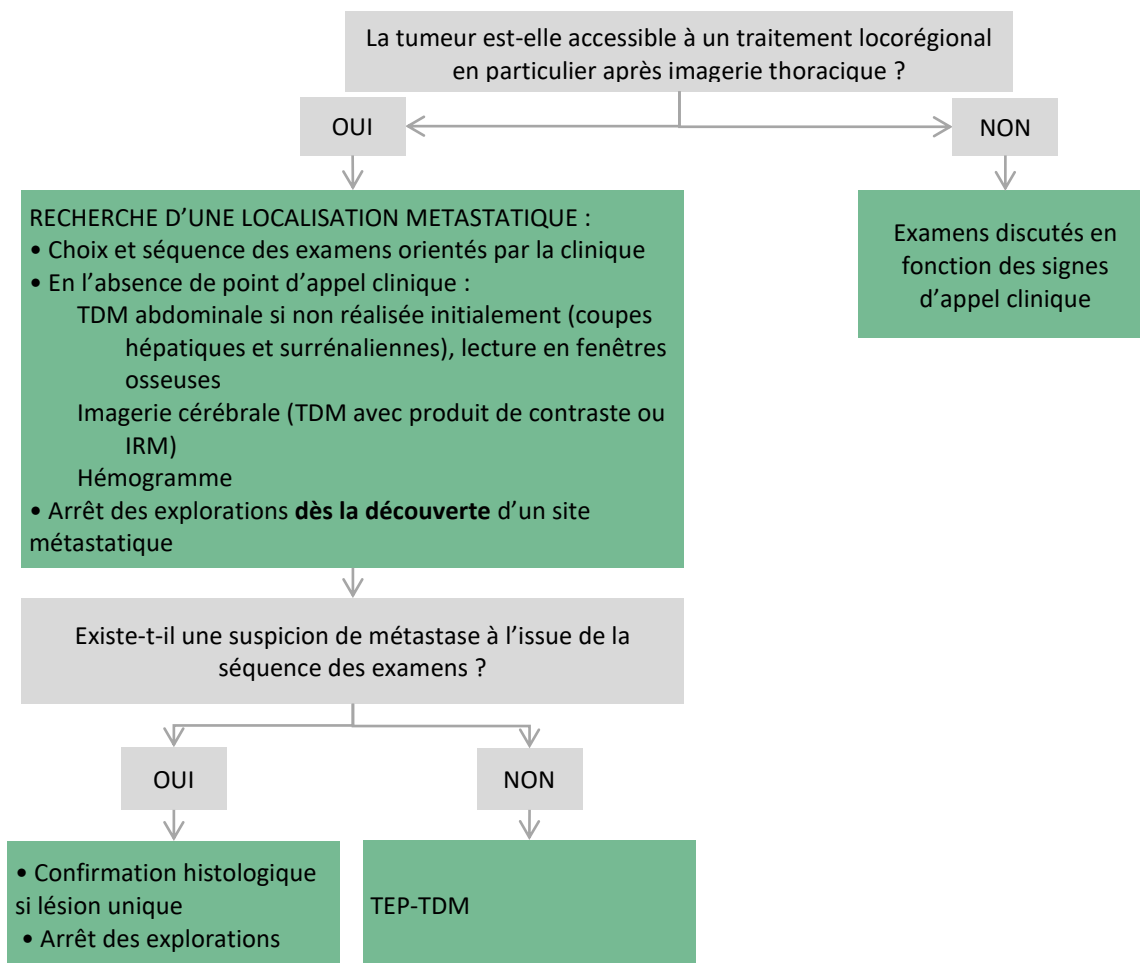 La tumeur est-elle accessible à un traitement locorégional
en particulier après imagerie thoracique ?
OUI
NON
RECHERCHE D’UNE LOCALISATION METASTATIQUE :
• Choix et séquence des examens orientés par la clinique
• En l’absence de point d’appel clinique :
TDM abdominale si non réalisée initialement (coupes
hépatiques et surrénaliennes), lecture en fenêtres
osseuses
Imagerie cérébrale (TDM avec produit de contraste ou
IRM)
Hémogramme
• Arrêt des explorations dès la découverte d’un site
métastatique
Examens discutés en
fonction des signes
d’appel clinique
Existe-t-il une suspicion de métastase à l’issue de la
séquence des examens ?
OUI
NON
• Confirmation histologique
si lésion unique
• Arrêt des explorations
TEP-TDM